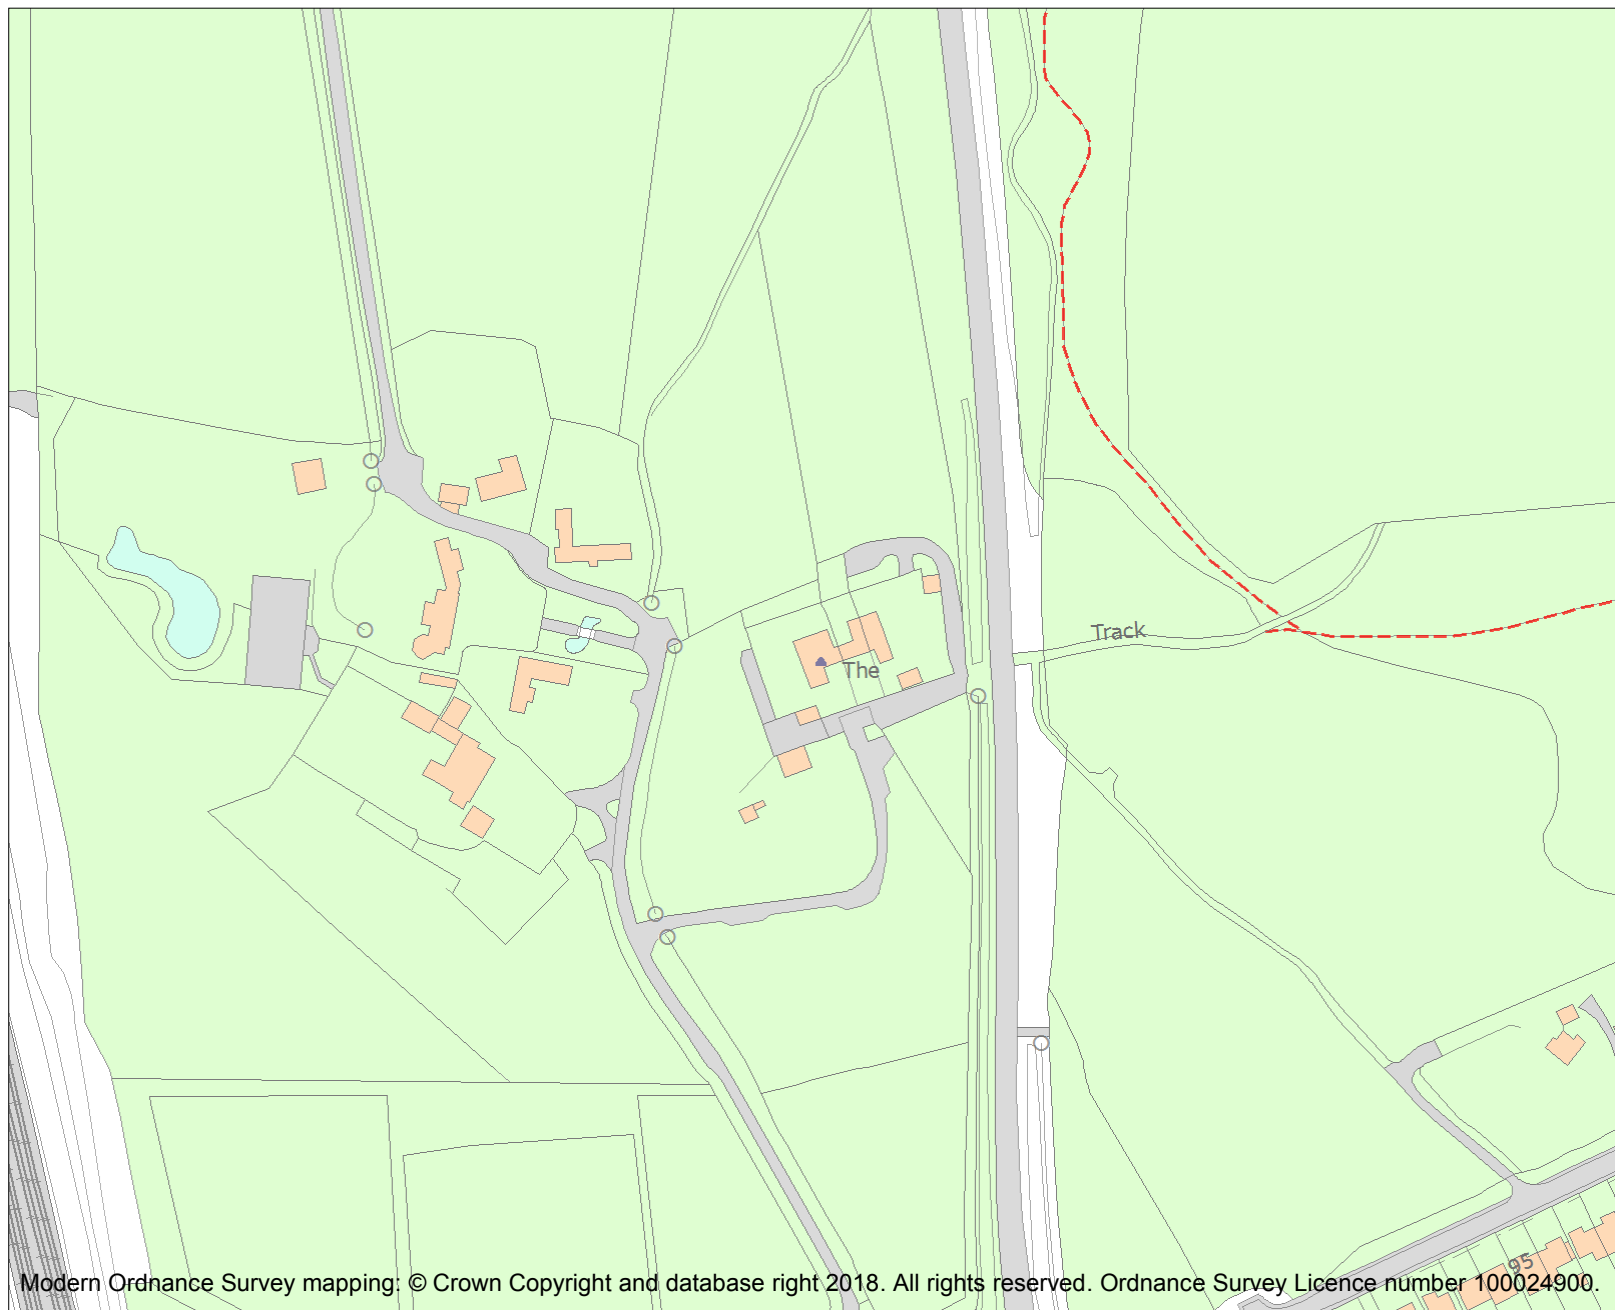 Track
The
95
Modern Ordnance Survey mapping: © Crown Copyright and database right 2018. All rights reserved. Ordnance Survey Licence number 100024900.